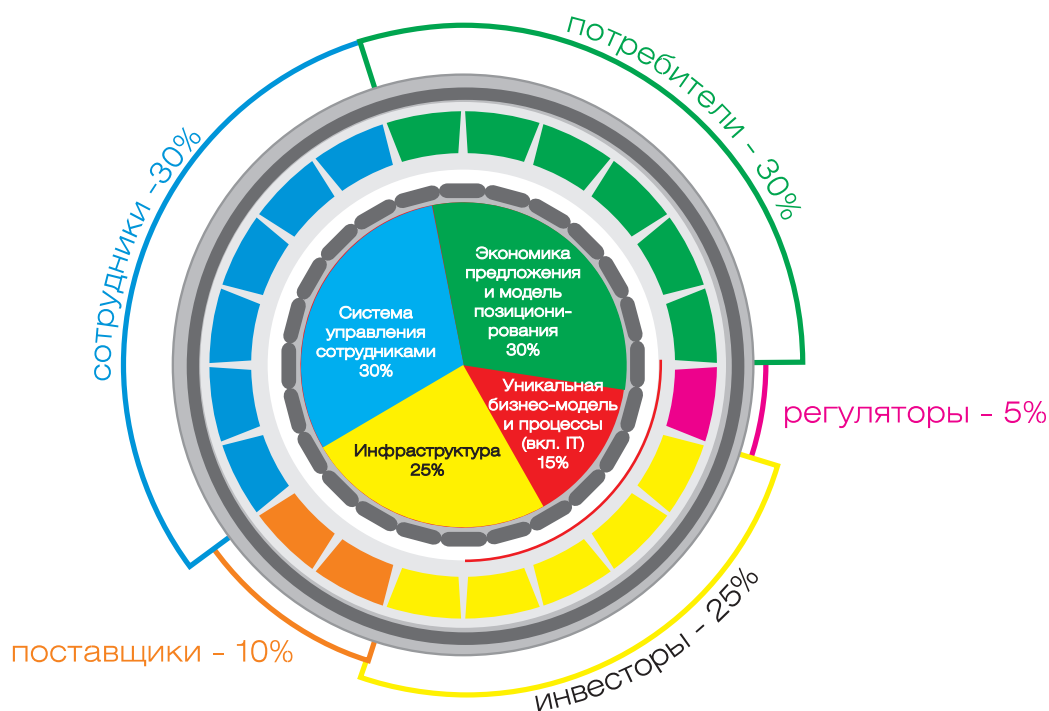 потребители - 30%
сотрудники -30%
Экономика
предложения
и модель
позициони-
рования
30%
Система
управления
сотрудниками
30%
Уникальная
бизнес-модель
и процессы
(вкл. IT)
15%
Инфраструктура
25%
регуляторы - 5%
инвесторы - 25%
поставщики - 10%